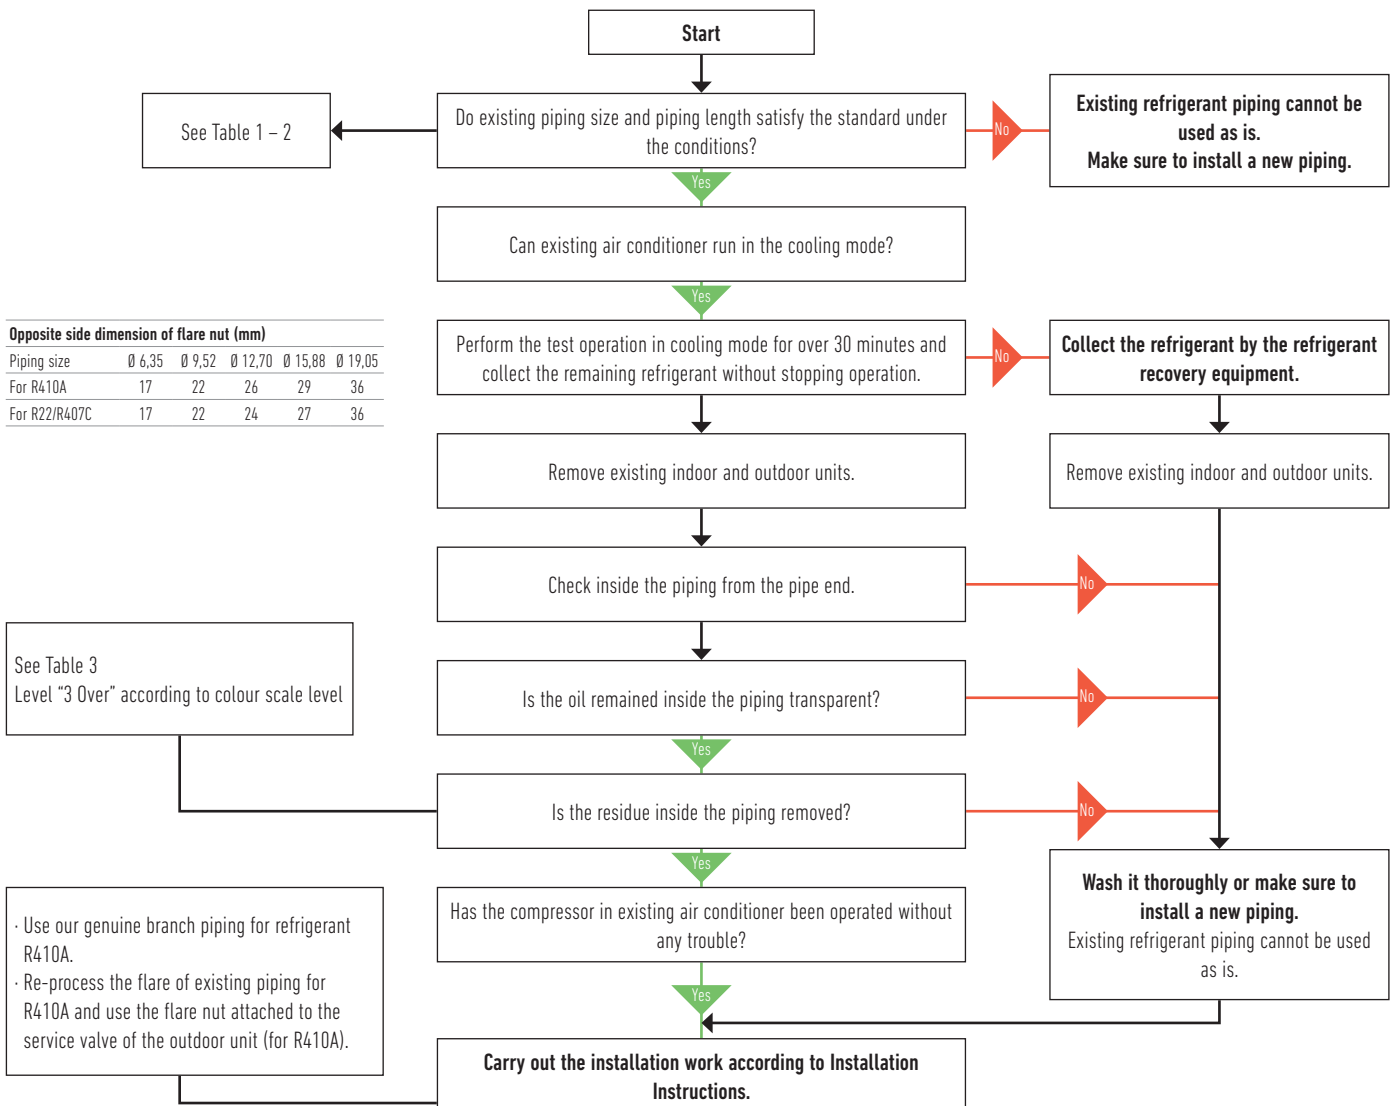 Start
See Table 1 – 2
Do existing piping size and piping length satisfy the standard under
the conditions?
No
Existing refrigerant piping cannot be
used as is.
Make sure to install a new piping.
Yes
Can existing air conditioner run in the cooling mode?
Yes
Opposite side dimension of flare nut (mm)
Piping size Ø 6,35 Ø 9,52 Ø 12,70 Ø 15,88 Ø 19,05
For R410A 17 22 26 29 36
For R22/R407C 17 22 24 27 36
Perform the test operation in cooling mode for over 30 minutes and
collect the remaining refrigerant without stopping operation.
No
Collect the refrigerant by the refrigerant
recovery equipment.
Remove existing indoor and outdoor units.
Remove existing indoor and outdoor units.
Check inside the piping from the pipe end.
No
See Table 3
Level "3 Over" according to colour scale level
Is the oil remained inside the piping transparent?
No
Yes
Is the residue inside the piping removed?
No
Yes
· Use our genuine branch piping for refrigerant
R410A.
· Re-process the flare of existing piping for
R410A and use the flare nut attached to the
service valve of the outdoor unit (for R410A).
Has the compressor in existing air conditioner been operated without
any trouble?
Wash it thoroughly or make sure to
install a new piping.
Existing refrigerant piping cannot be used
as is.
Yes
Carry out the installation work according to Installation
Instructions.